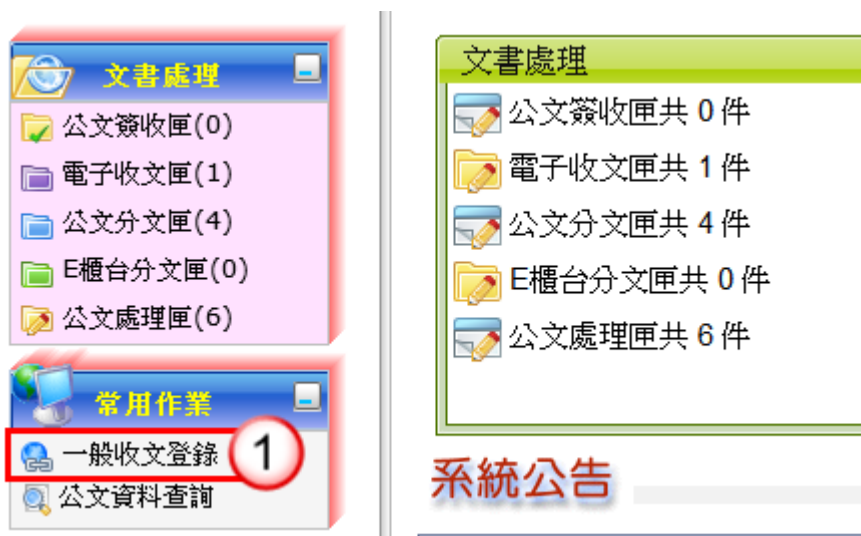 文書處理
公文簽收匣(0)
電子收文匣(1)
公文分文匣(4)
E櫃台分文匣(0)
公文處理匣(6)
常用作業
一般收文登錄 1
公文資料查詢
文書處理
公文簽收匣共 0 件
電子收文匣共 1 件
公文分文匣共 4 件
E櫃台分文匣共 0 件
公文處理匣共 6 件
系統公告